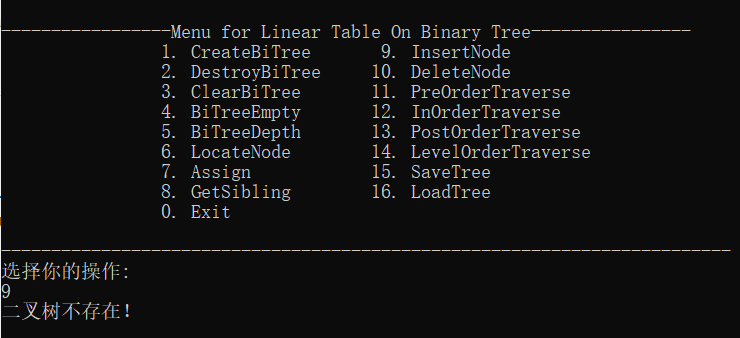 -----------------Menu for Linear Table On Binary Tree----------------
1. CreateBiTree 9. InsertNode
2. DestroyBiTree 10. DeleteNode
3. ClearBiTree 11. PreOrderTraverse
4. BiTreeEmpty 12. InOrderTraverse
5. BiTreeDepth 13. PostOrderTraverse
6. LocateNode 14. LevelOrderTraverse
7. Assign 15. SaveTree
8. GetSibling 16. LoadTree
0. Exit
-------------------------------------------------------------------------
选择你的操作:
9
二叉树不存在!